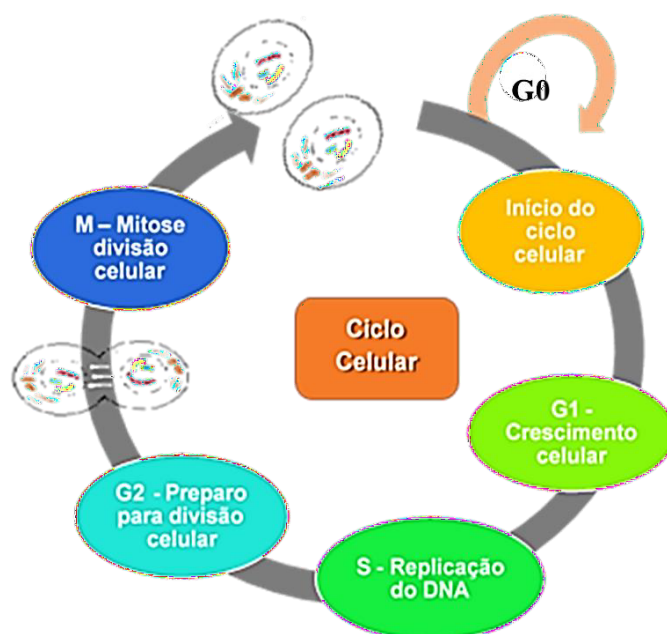 G0
Início do
ciclo
celular
Ciclo
Celular
G1 -
Crescimento
celular
S - Replicação
do DNA
G2 - Preparo
para divisão
celular
M – Mitose
divisão
celular